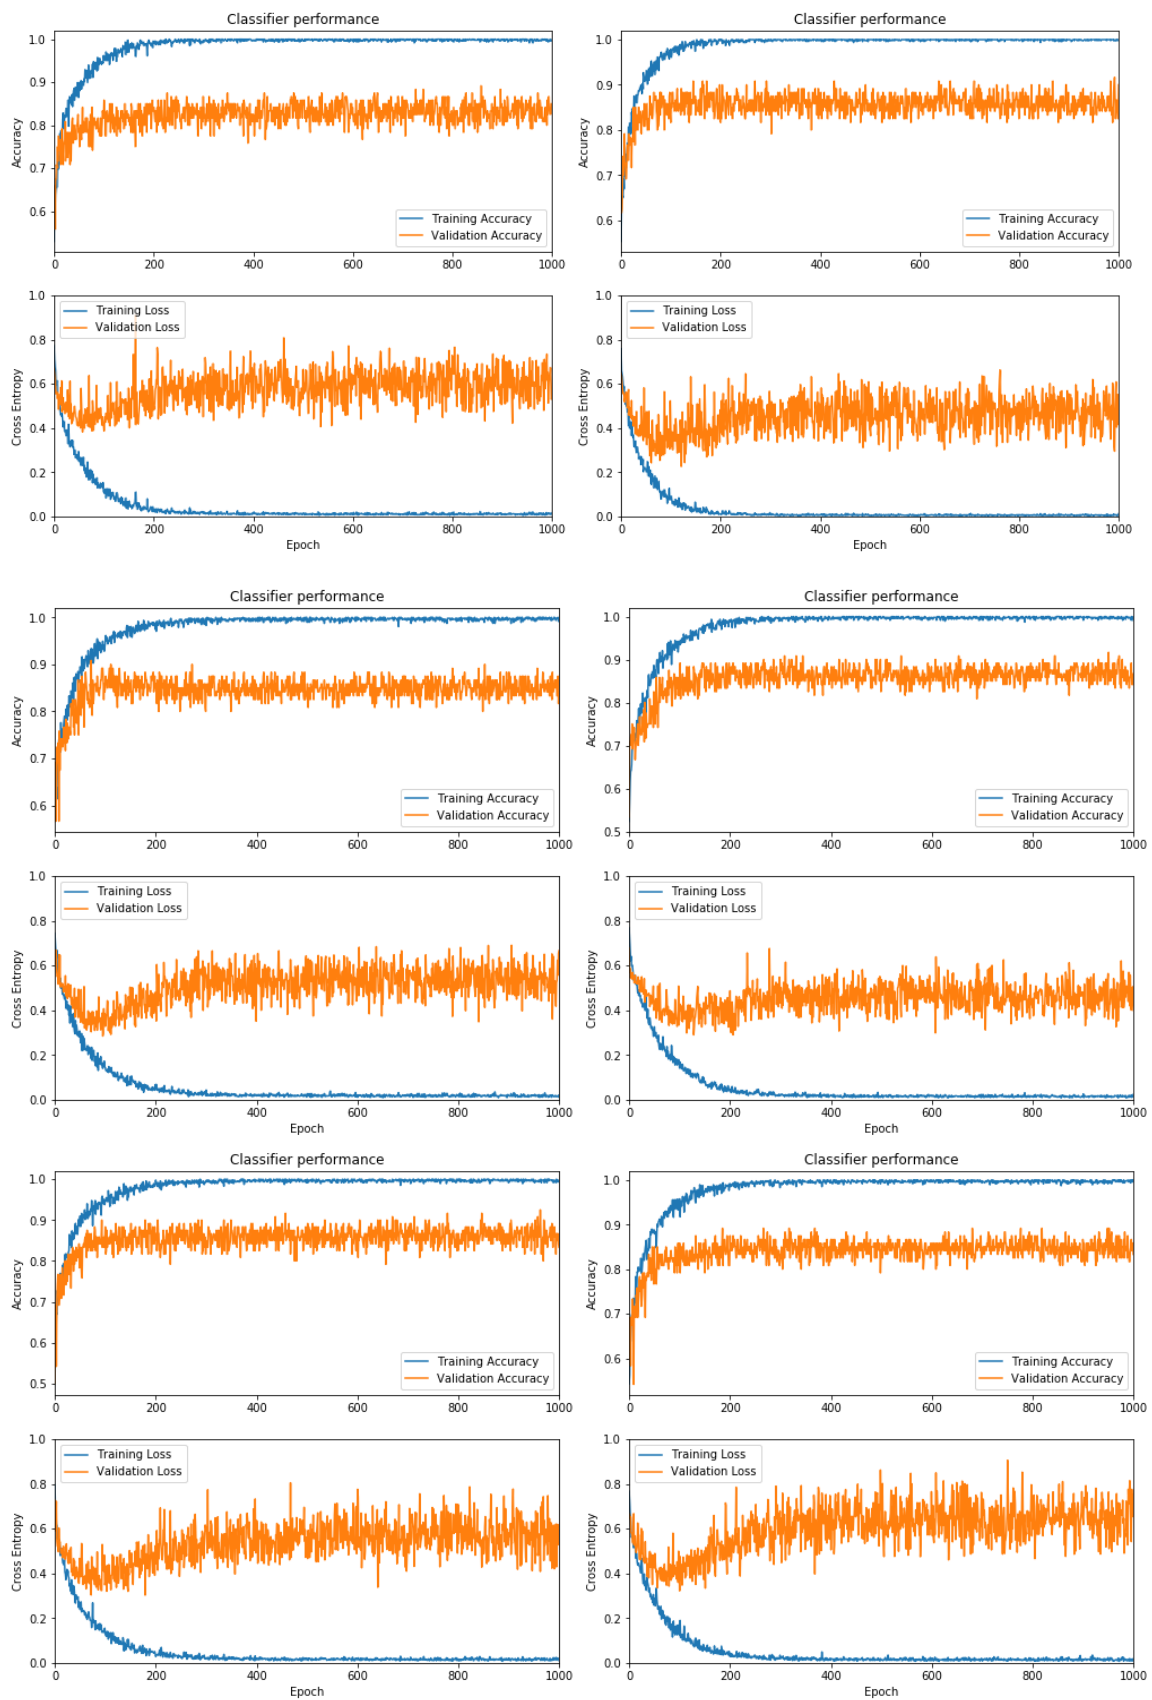 Classifier performance
1.0
0.9
0.8
0.7
0.6
Accuracy
Training Accuracy
Validation Accuracy
0 200 400 600 800 1000
Classifier performance
1.0
0.9
0.8
0.7
0.6
Accuracy
Training Accuracy
Validation Accuracy
0 200 400 600 800 1000
1.0
0.8
0.6
0.4
0.2
0.0
Cross Entropy
Training Loss
Validation Loss
0 200 400 600 800 1000
Epoch
1.0
0.8
0.6
0.4
0.2
0.0
Cross Entropy
Training Loss
Validation Loss
0 200 400 600 800 1000
Epoch
Classifier performance
1.0
0.9
0.8
0.7
0.6
Accuracy
Training Accuracy
Validation Accuracy
0 200 400 600 800 1000
Classifier performance
1.0
0.9
0.8
0.7
0.6
0.5
Accuracy
Training Accuracy
Validation Accuracy
0 200 400 600 800 1000
1.0
0.8
0.6
0.4
0.2
0.0
Cross Entropy
Training Loss
Validation Loss
0 200 400 600 800 1000
Epoch
1.0
0.8
0.6
0.4
0.2
0.0
Cross Entropy
Training Loss
Validation Loss
0 200 400 600 800 1000
Epoch
Classifier performance
1.0
0.9
0.8
0.7
0.6
0.5
Accuracy
Training Accuracy
Validation Accuracy
0 200 400 600 800 1000
Classifier performance
1.0
0.9
0.8
0.7
0.6
Accuracy
Training Accuracy
Validation Accuracy
0 200 400 600 800 1000
1.0
0.8
0.6
0.4
0.2
0.0
Cross Entropy
Training Loss
Validation Loss
0 200 400 600 800 1000
Epoch
1.0
0.8
0.6
0.4
0.2
0.0
Cross Entropy
Training Loss
Validation Loss
0 200 400 600 800 1000
Epoch